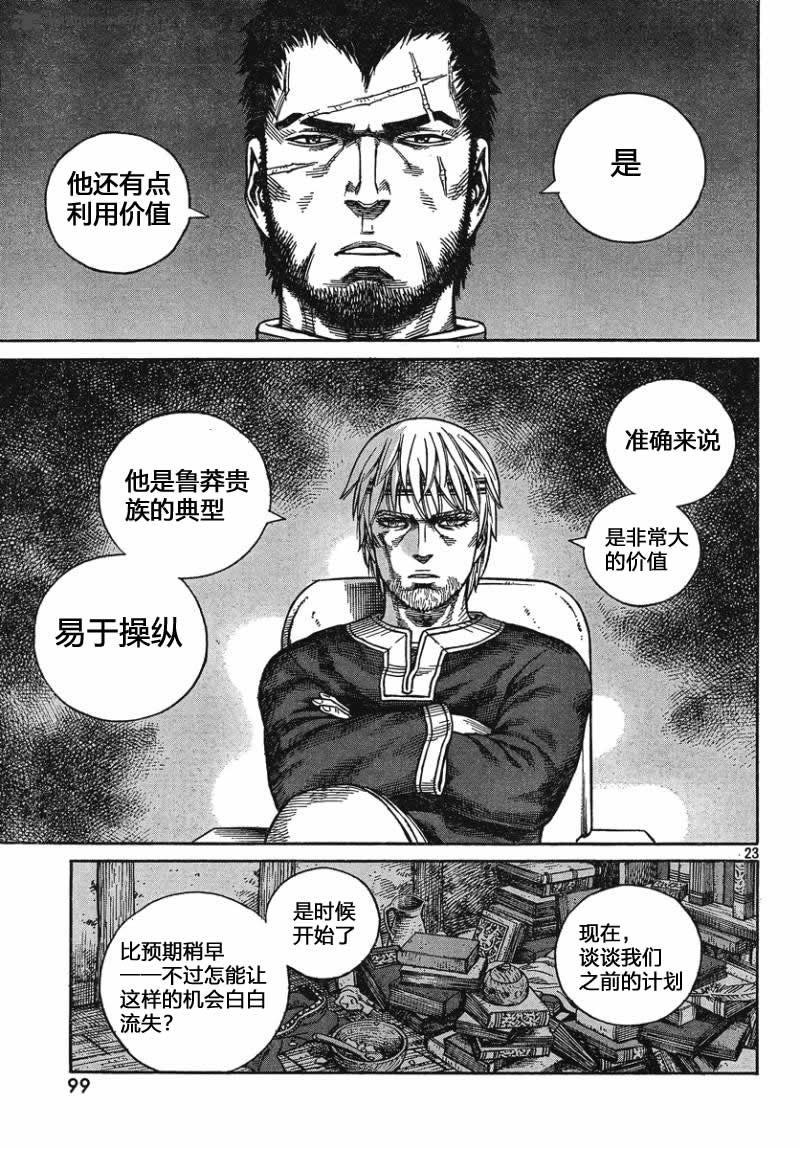 是
他还有点
利用价值
准确来说
是非常大
的价值
他是鲁莽贵
族的典型
易于操纵
23
现在，
谈谈我们
之前的计划
是时候
开始了
比预期稍早
——不过怎能让
这样的机会白白
流失？
99